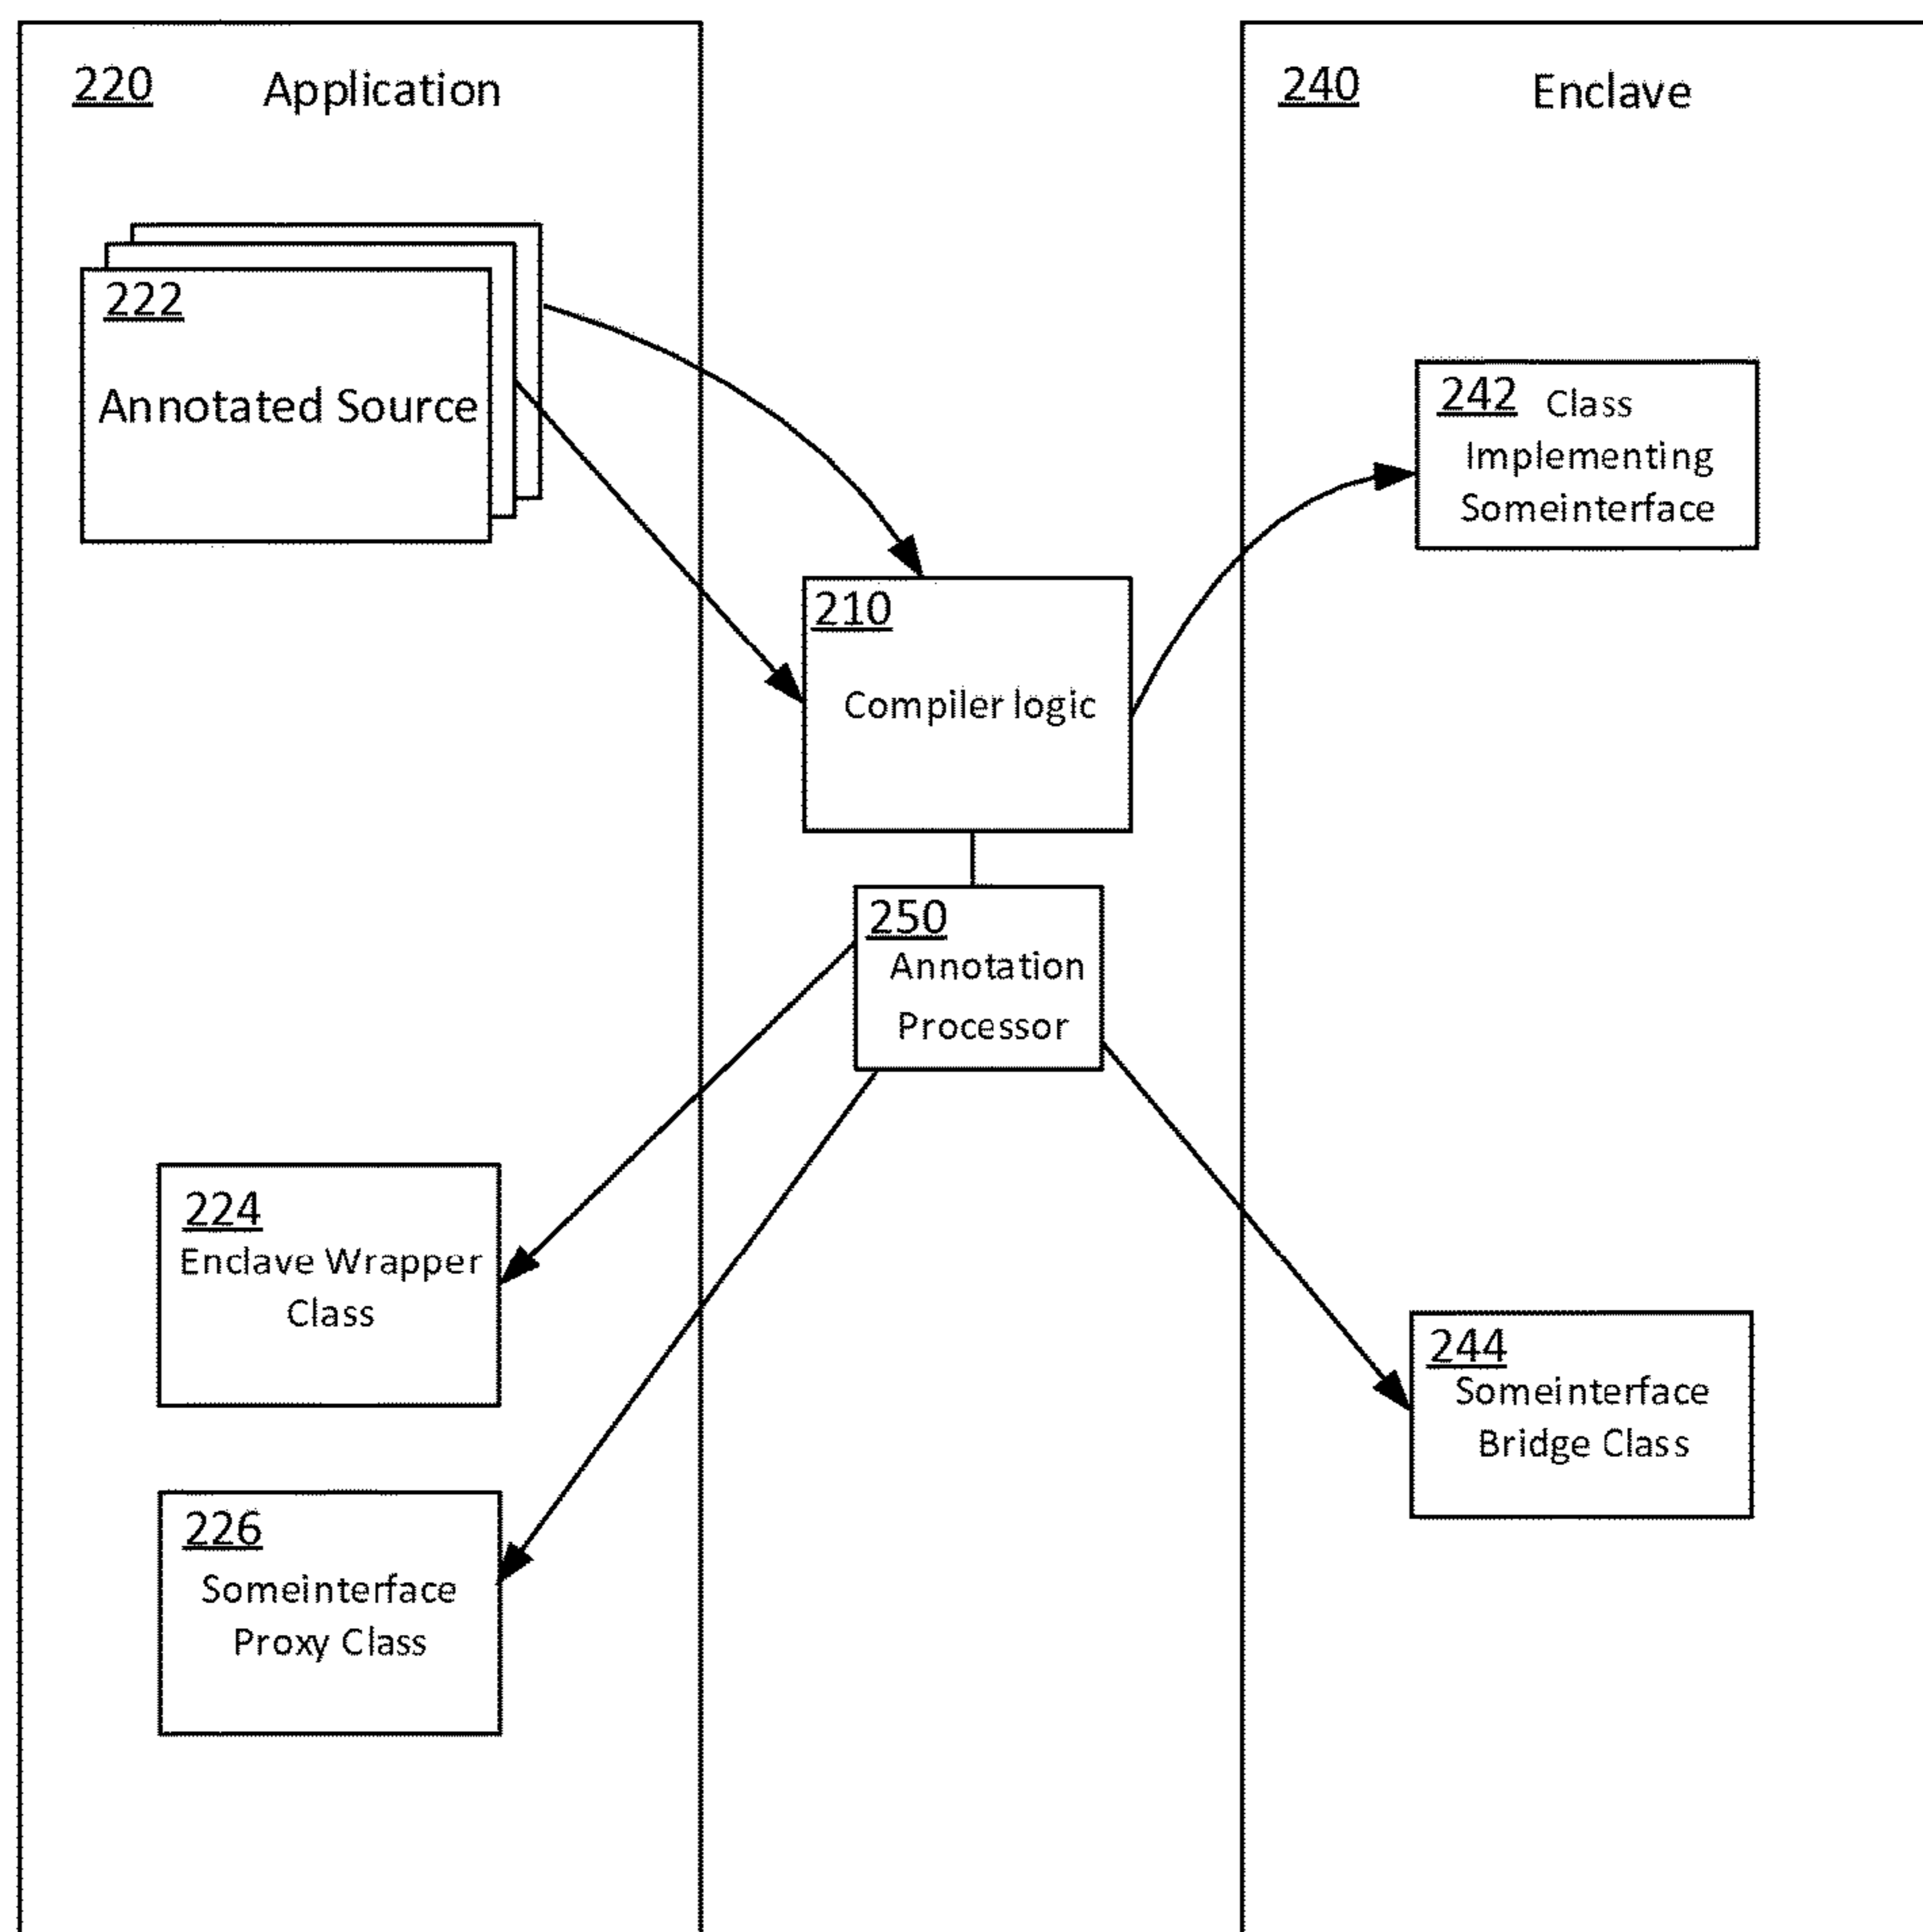 220 Application
240 Enclave
222
Annotated Source
242 Class
Implementing
Someinterface
210
Compiler logic
250
Annotation
Processor
224
Enclave Wrapper
Class
244
Someinterface
Bridge Class
226
Someinterface
Proxy Class